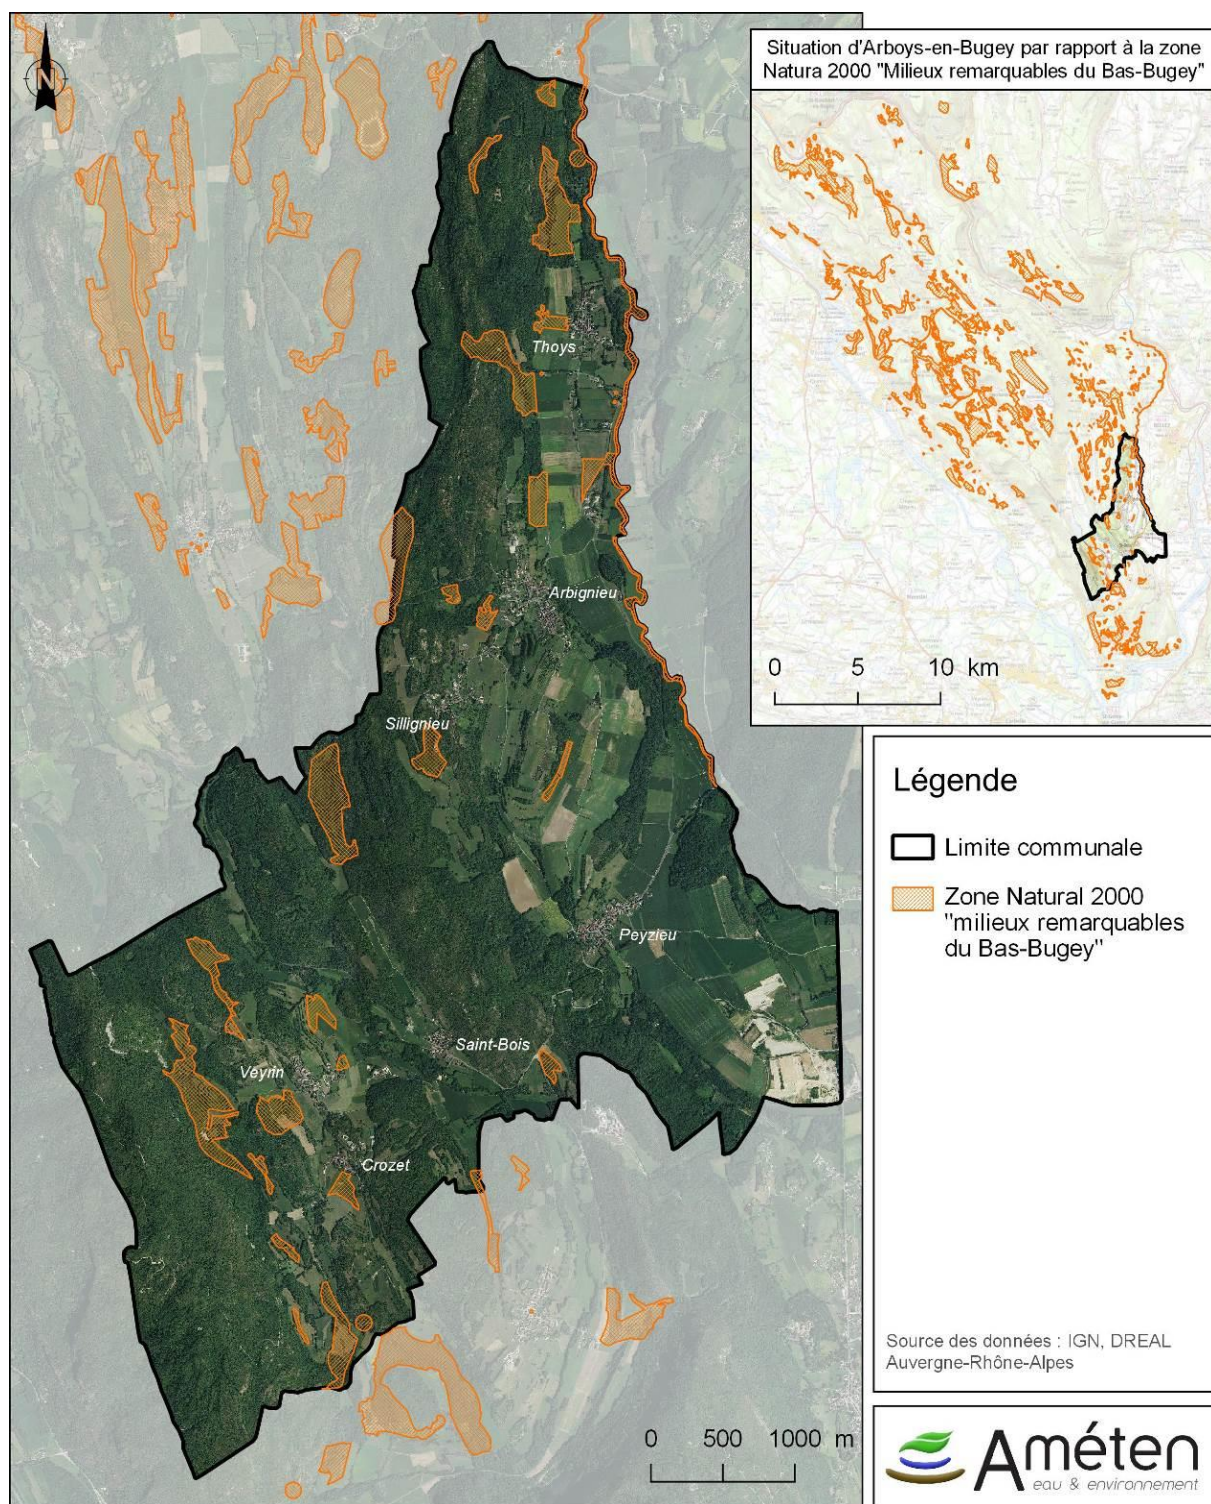 N
Situation d'Arboys-en-Bugey par rapport à la zone
Natura 2000 "Milieux remarquables du Bas-Bugey"
0 5 10 km
Thoys
Arbignieu
Sillignieu
Peyzieu
Saint-Bois
Veyrin
Crozet
0 500 1000 m
Légende
Limite communale
Zone Natural 2000
"milieux remarquables
du Bas-Bugey"
Source des données : IGN, DREAL
Auvergne-Rhône-Alpes
Améten
eau & environnement